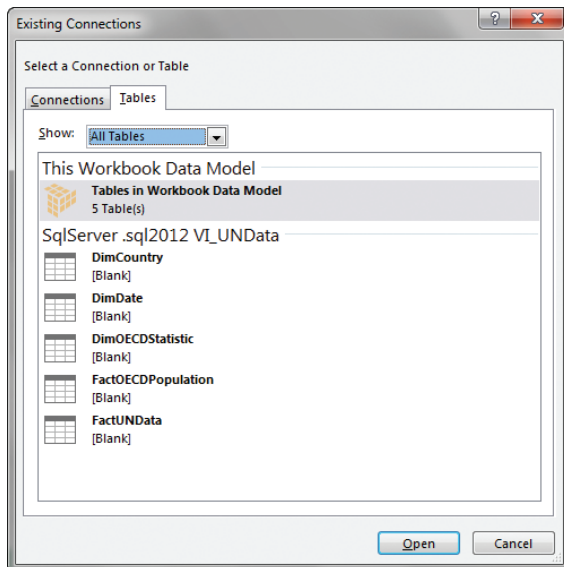 Existing Connections
Select a Connection or Table
Connections Tables
Show: All Tables
This Workbook Data Model
Tables in Workbook Data Model
5 Table(s)
SqlServer .sql2012 VI_UNData
DimCountry
[Blank]
DimDate
[Blank]
DimOECDStatistic
[Blank]
FactOECDPopulation
[Blank]
FactUNData
[Blank]
Open Cancel